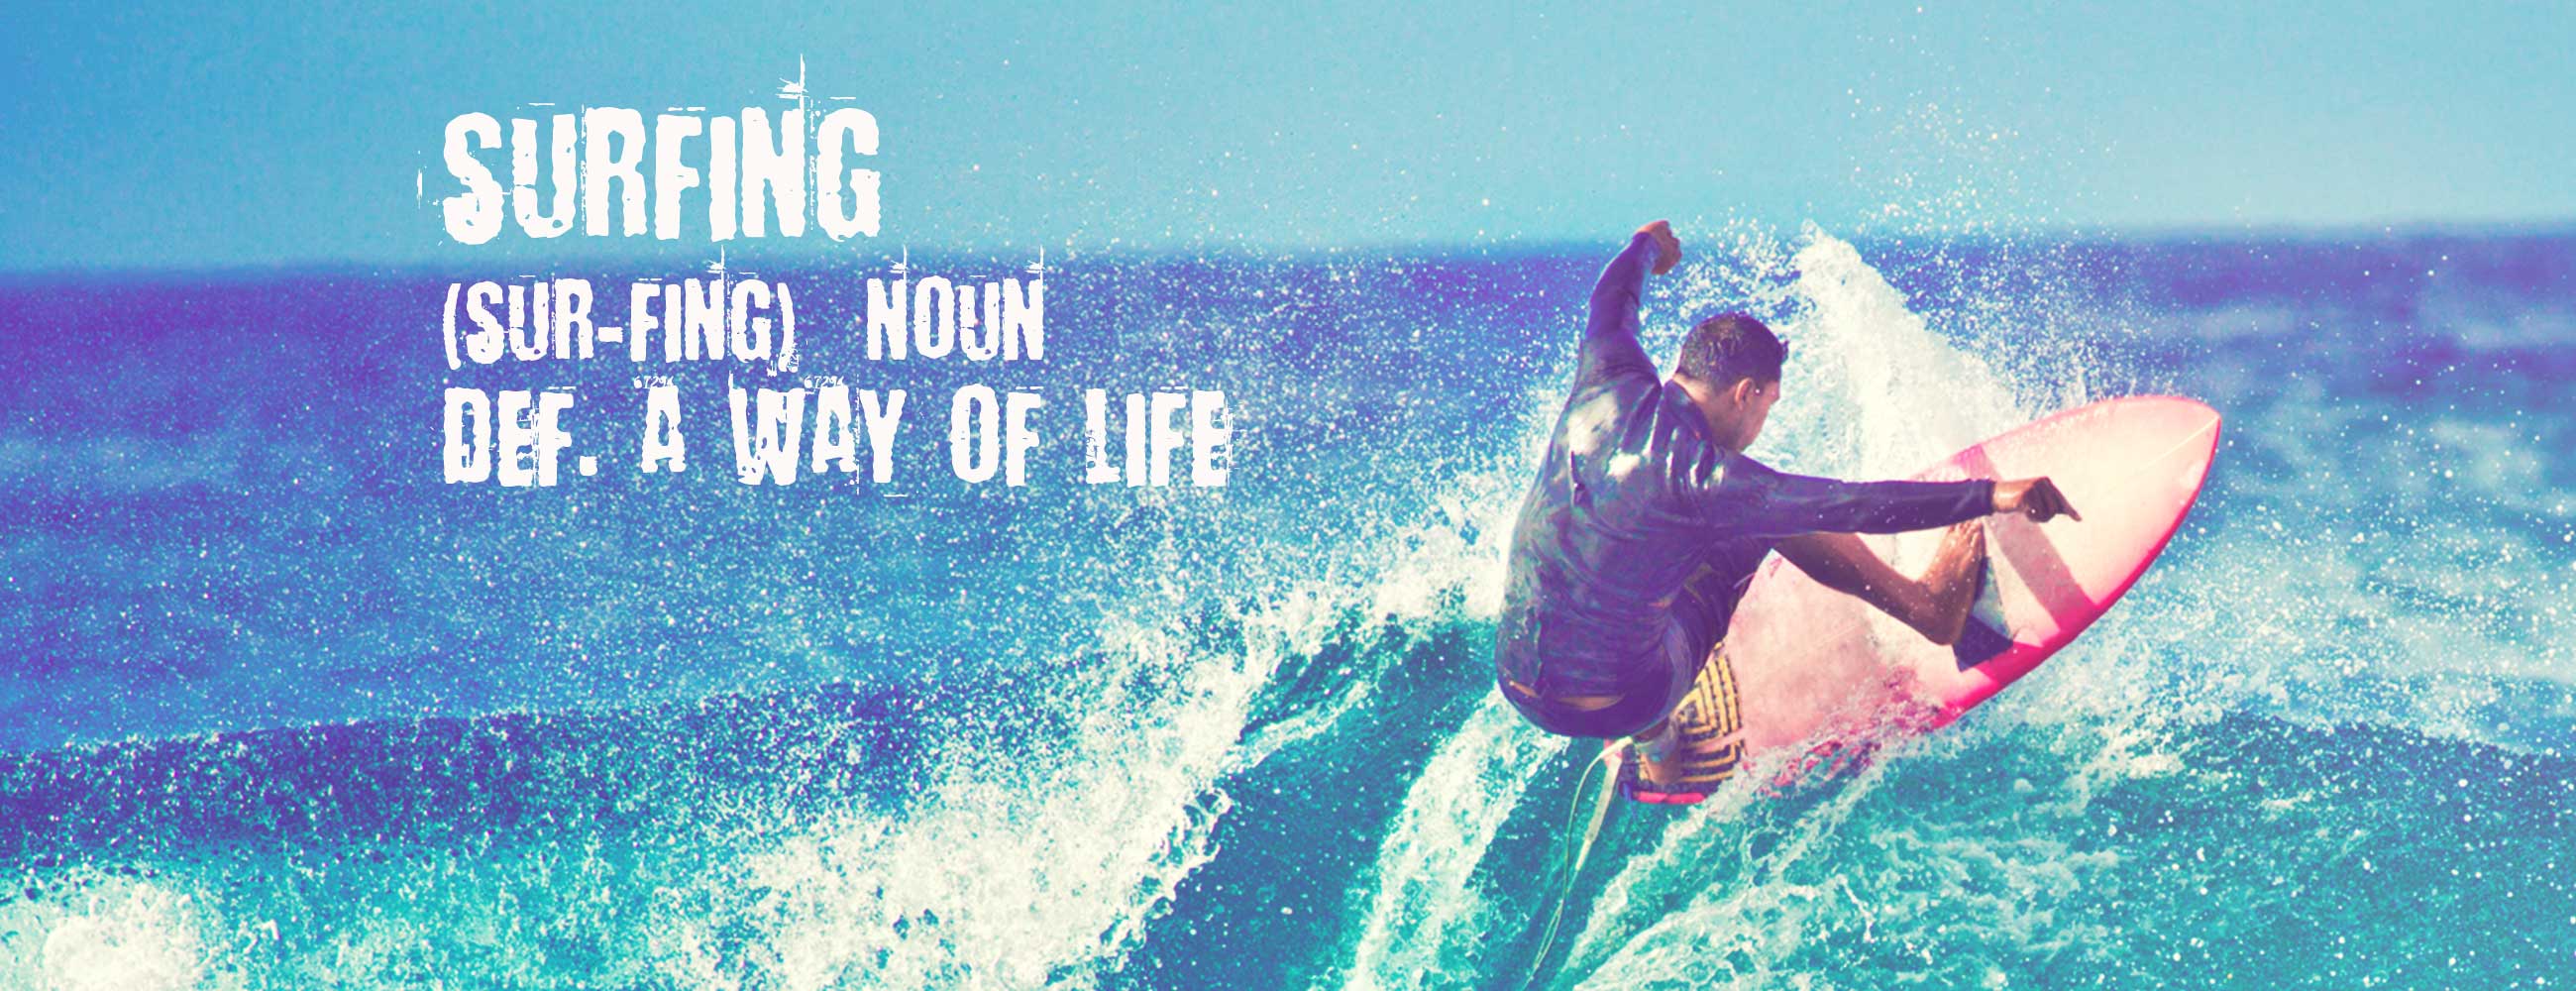 SURFING
(SUR-FING) NOUN
DEF. A WAY OF LIFE